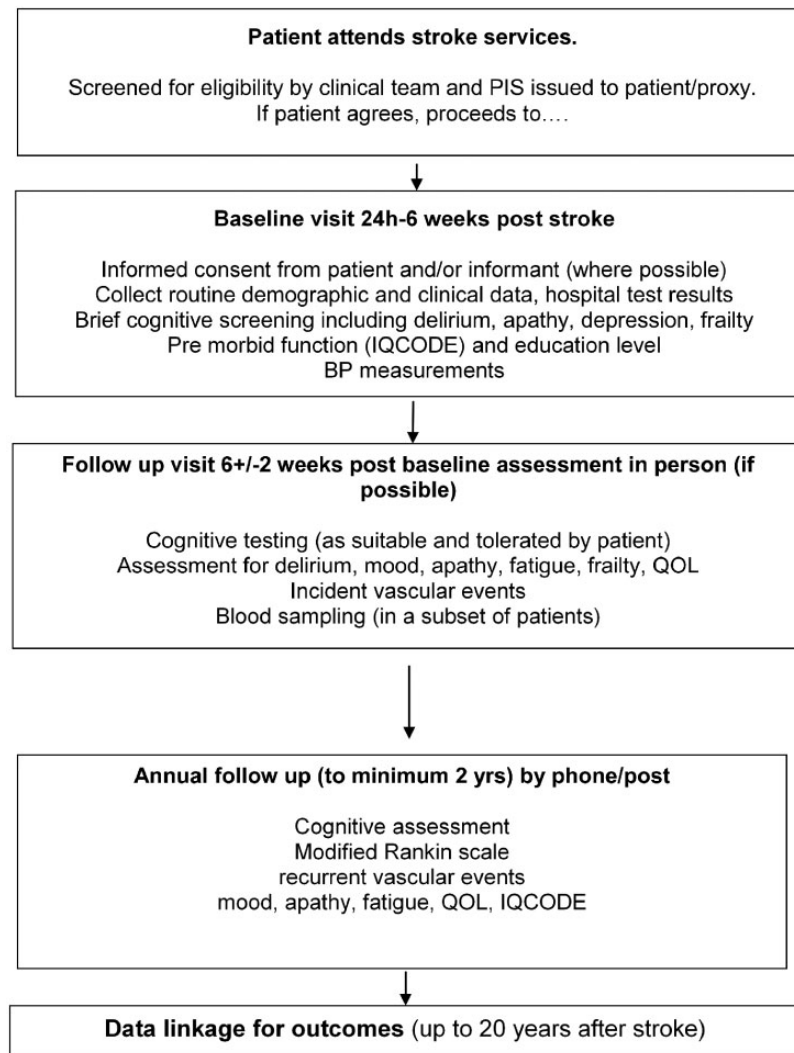 Patient attends stroke services.
Screened for eligibility by clinical team and PIS issued to patient/proxy.
If patient agrees, proceeds to….
Baseline visit 24h-6 weeks post stroke
Informed consent from patient and/or informant (where possible)
Collect routine demographic and clinical data, hospital test results
Brief cognitive screening including delirium, apathy, depression, frailty
Pre morbid function (IQCODE) and education level
BP measurements
Follow up visit 6+/-2 weeks post baseline assessment in person (if
possible)
Cognitive testing (as suitable and tolerated by patient)
Assessment for delirium, mood, apathy, fatigue, frailty, QOL
Incident vascular events
Blood sampling (in a subset of patients)
Annual follow up (to minimum 2 yrs) by phone/post
Cognitive assessment
Modified Rankin scale
recurrent vascular events
mood, apathy, fatigue, QOL, IQCODE
Data linkage for outcomes (up to 20 years after stroke)